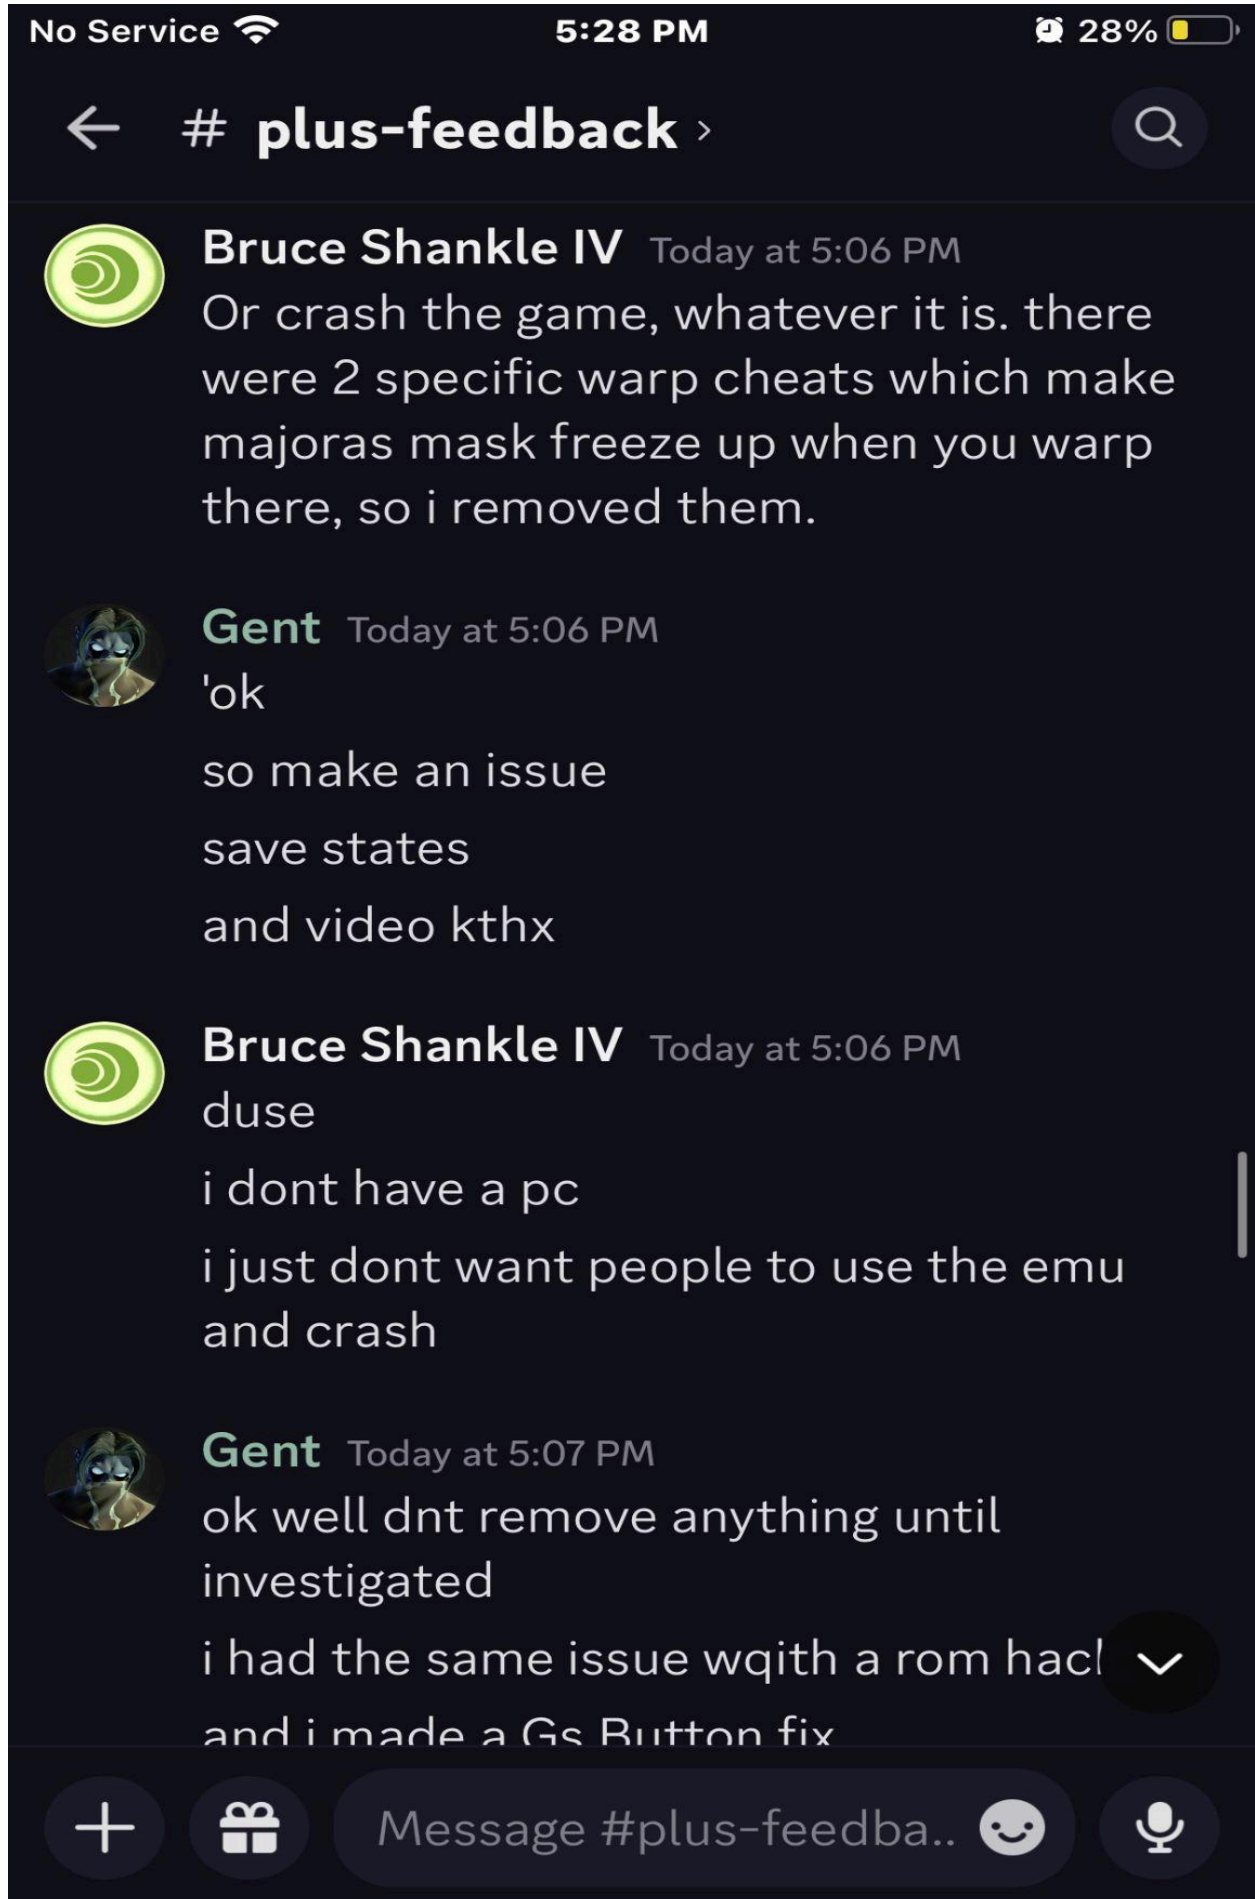 No Service 5:28 PM 28%
# plus-feedback ›
Bruce Shankle IV Today at 5:06 PM
Or crash the game, whatever it is. there
were 2 specific warp cheats which make
majoras mask freeze up when you warp
there, so i removed them.
Gent Today at 5:06 PM
'ok
so make an issue
save states
and video kthx
Bruce Shankle IV Today at 5:06 PM
duse
i dont have a pc
i just dont want people to use the emu
and crash
Gent Today at 5:07 PM
ok well dnt remove anything until
investigated
i had the same issue wqith a rom hack
and i made a Gs Button fix
Message #plus-feedba..